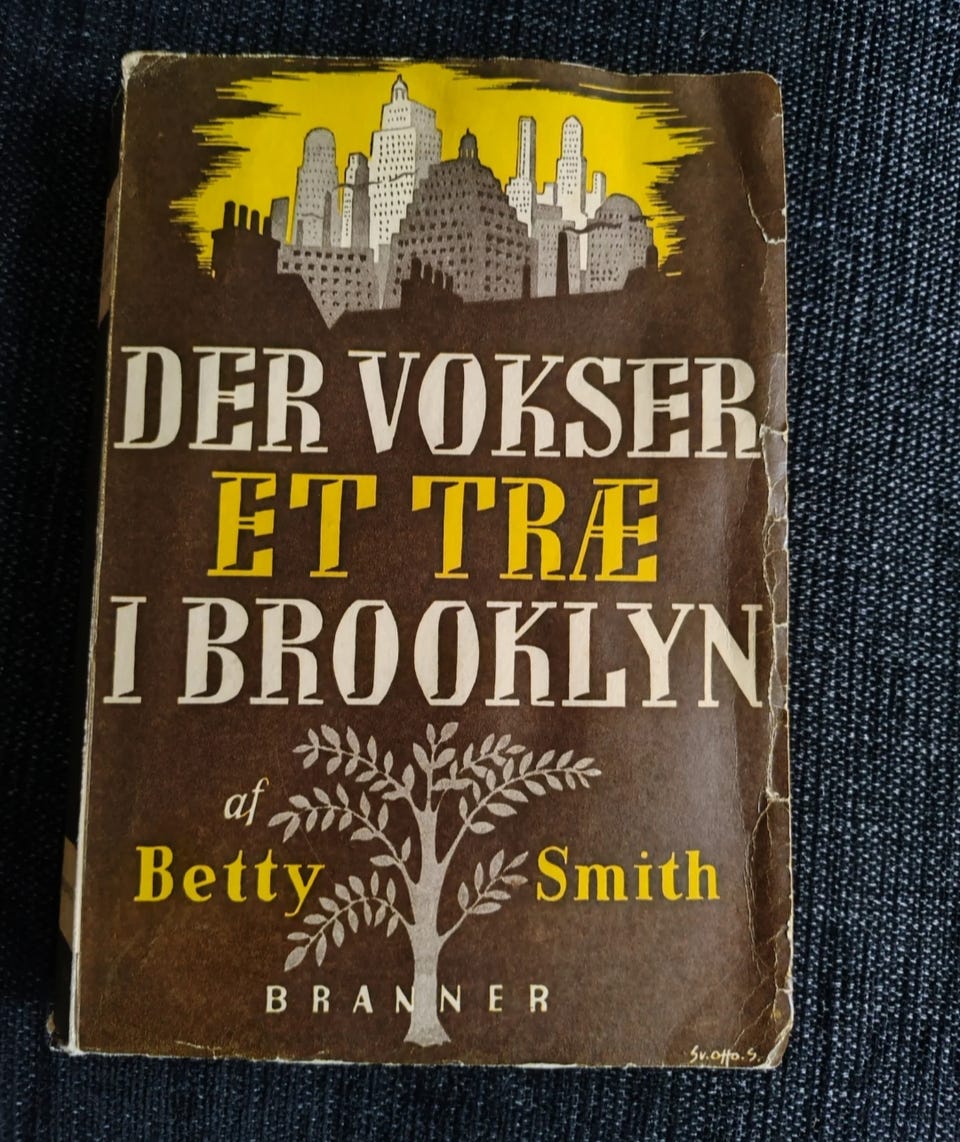 DER VOKSER
ET TRÆ
I BROOKLYN
af
Betty Smith
BRANNER
Sv. Otto. S.